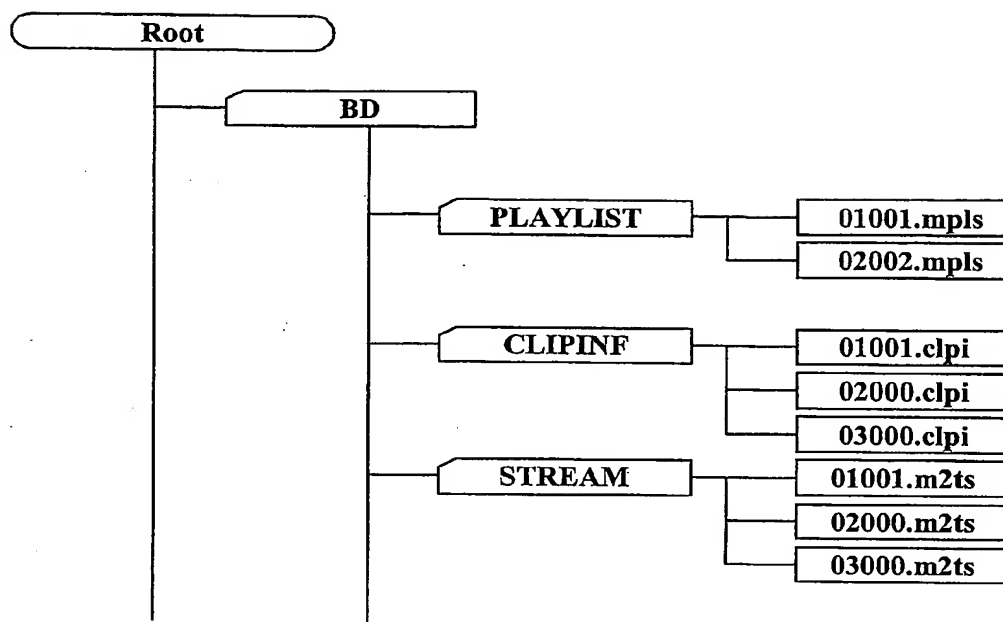 Root
BD
PLAYLIST
01001.mpls
02002.mpls
CLIPINF
01001.clpi
02000.clpi
03000.clpi
STREAM
01001.m2ts
02000.m2ts
03000.m2ts